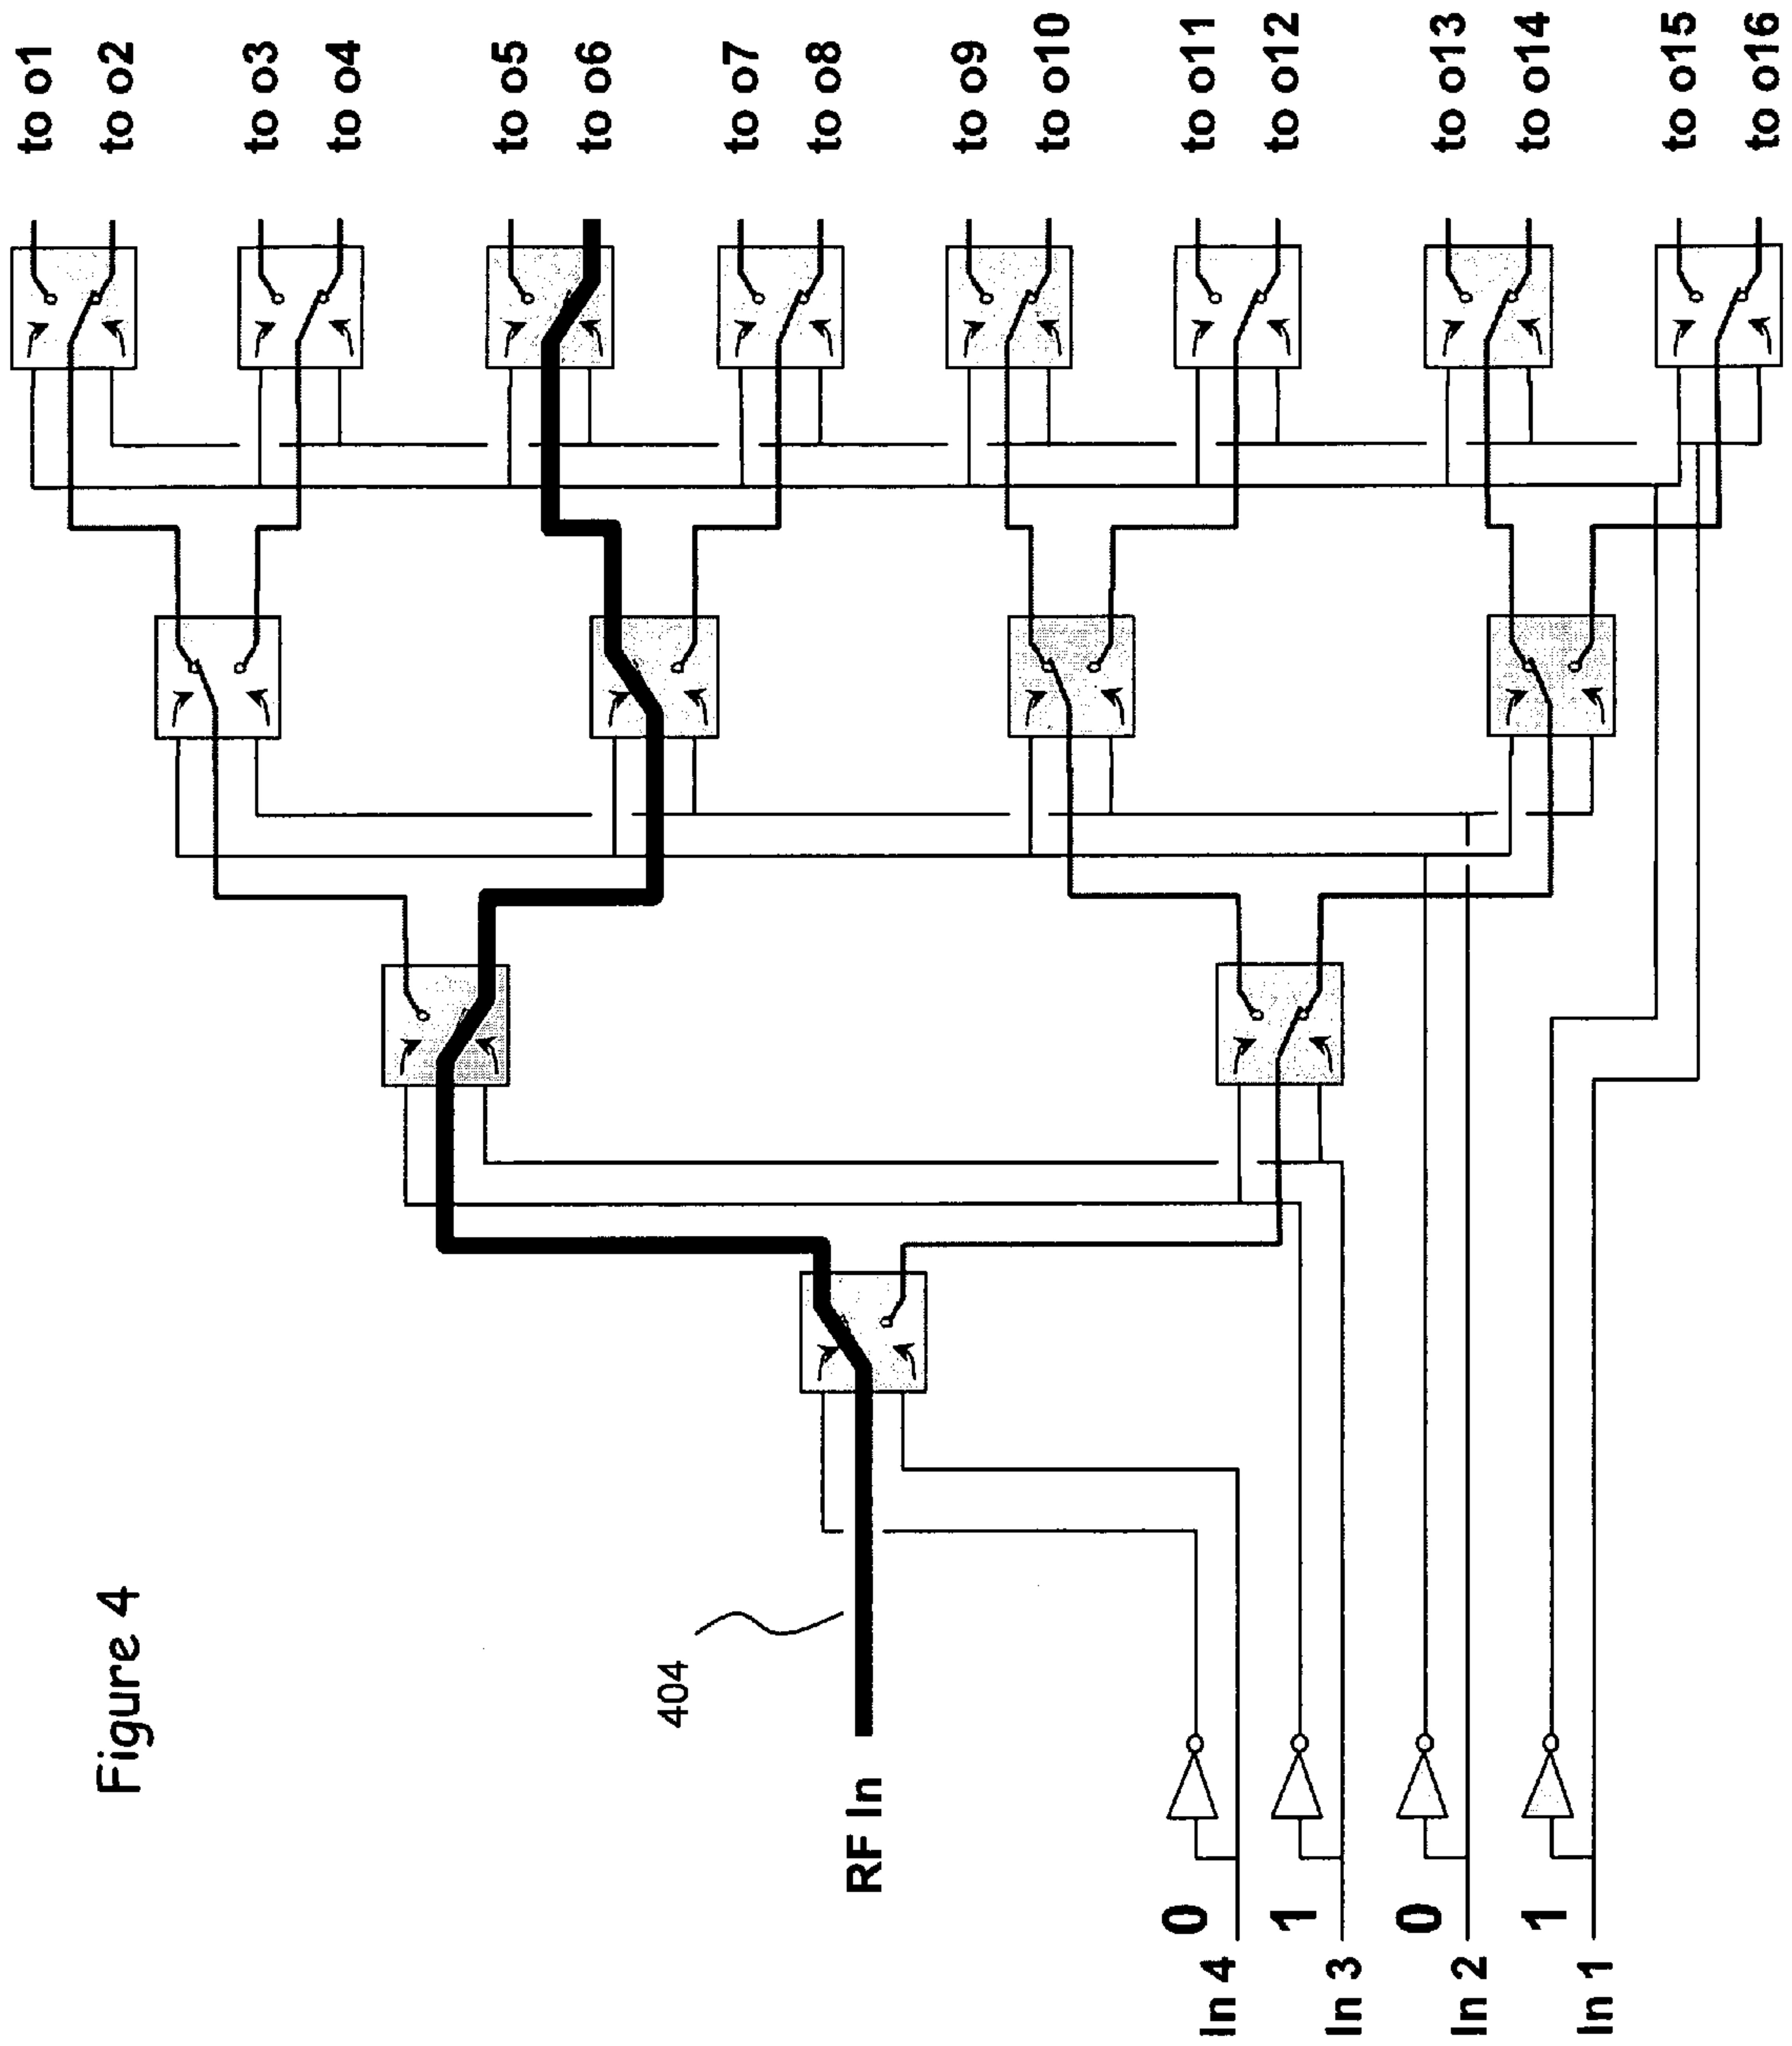 Figure 4
to o1
to o2
to o3
to o4
to o5
to o6
to o7
to o8
to o9
to o10
to o11
to o12
to o13
to o14
to o15
to o16
404
RF In
0
In 4
1
In 3
0
In 2
1
In 1